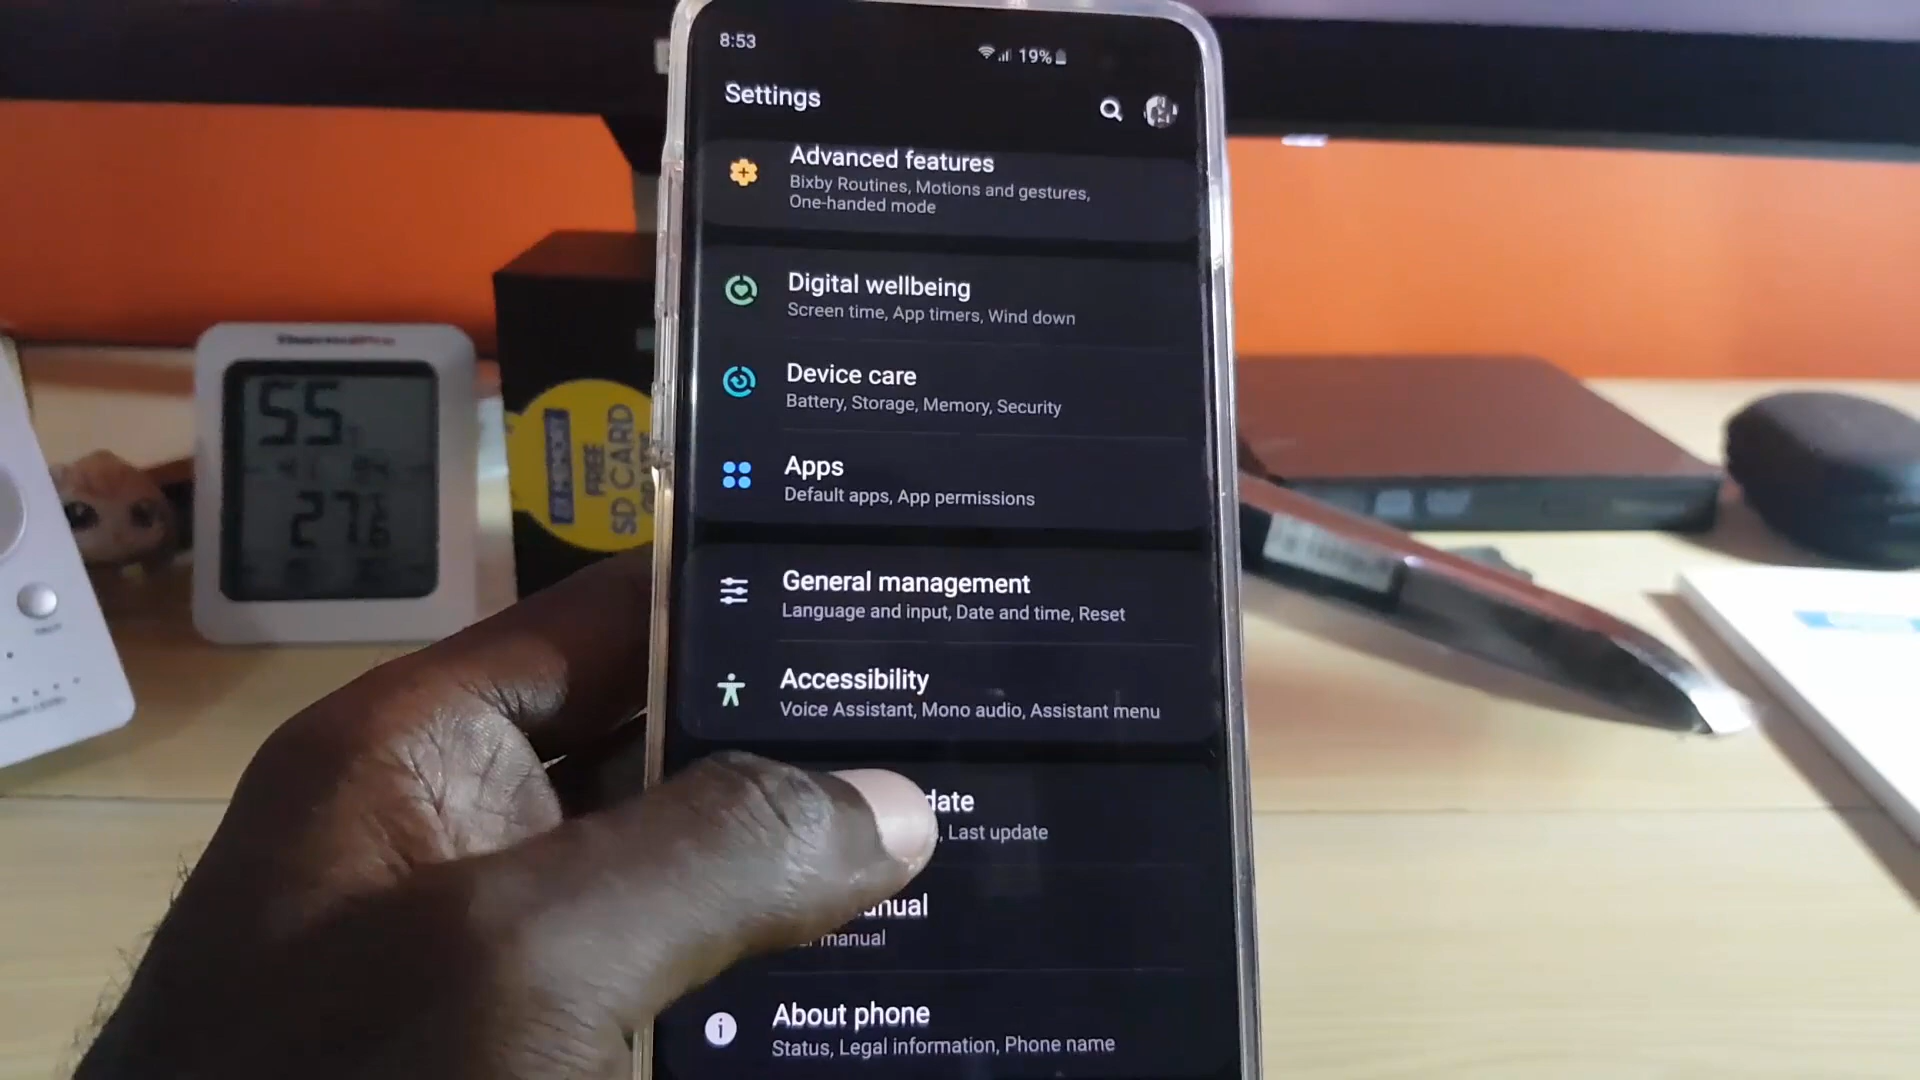 8:53
19%
Settings
Advanced features
Bixby Routines, Motions and gestures,
One-handed mode
Digital wellbeing
Screen time, App timers, Wind down
Device care
Battery, Storage, Memory, Security
Apps
Default apps, App permissions
General management
Language and input, Date and time, Reset
Accessibility
Voice Assistant, Mono audio, Assistant menu
date
, Last update
manual
About phone
Status, Legal information, Phone name
55
27
MEMORY
FREE
SD CARD